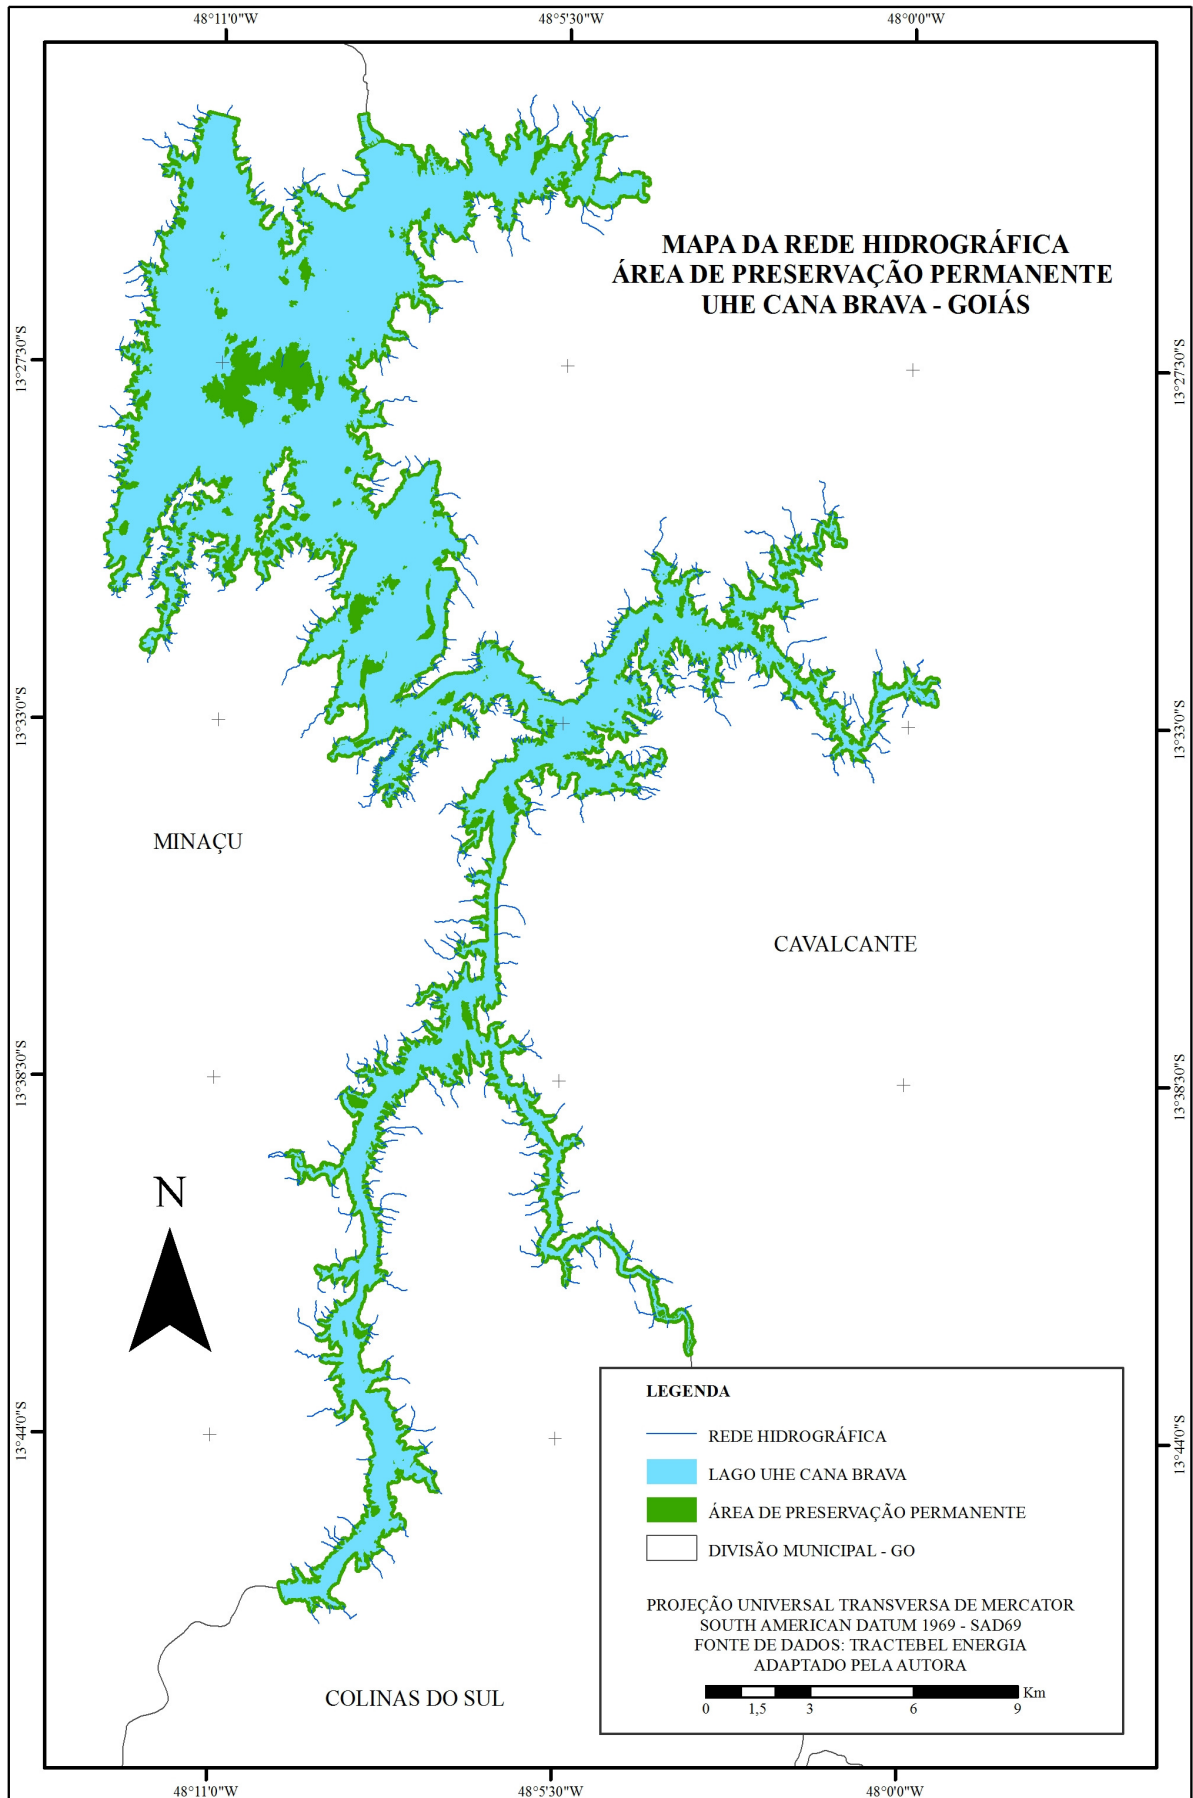 48°11'0"W
48°5'30"W
48°0'0"W
MAPA DA REDE HIDROGRÁFICA
ÁREA DE PRESERVAÇÃO PERMANENTE
UHE CANA BRAVA - GOIÁS
13°27'30"S
13°27'30"S
13°33'0"S
13°33'0"S
MINAÇU
CAVALCANTE
13°38'30"S
13°38'30"S
N
LEGENDA
REDE HIDROGRÁFICA
LAGO UHE CANA BRAVA
ÁREA DE PRESERVAÇÃO PERMANENTE
DIVISÃO MUNICIPAL - GO
13°44'0"S
13°44'0"S
PROJEÇÃO UNIVERSAL TRANSVERSA DE MERCATOR
SOUTH AMERICAN DATUM 1969 - SAD69
FONTE DE DADOS: TRACTEBEL ENERGIA
ADAPTADO PELA AUTORA
Km
0 1,5 3 6 9
COLINAS DO SUL
48°11'0"W
48°5'30"W
48°0'0"W